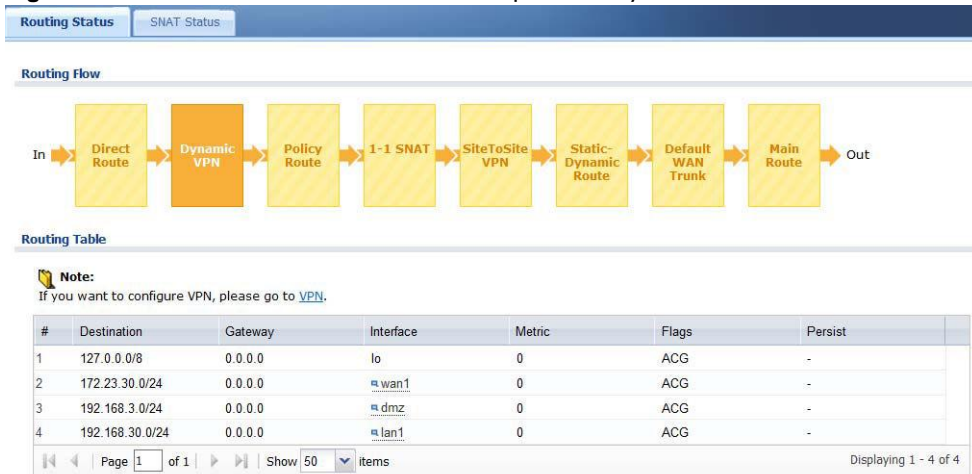 Routing Status SNAT Status
Routing Flow
In Direct Route Dynamic VPN Policy Route 1-1 SNAT SiteToSite VPN Static-Dynamic Route Default WAN Trunk Main Route Out
Routing Table
Note:
If you want to configure VPN, please go to VPN.
# Destination Gateway Interface Metric Flags Persist
1 127.0.0.0/8 0.0.0.0 lo 0 ACG -
2 172.23.30.0/24 0.0.0.0 wan1 0 ACG -
3 192.168.3.0/24 0.0.0.0 dmz 0 ACG -
4 192.168.30.0/24 0.0.0.0 lan1 0 ACG -
Page 1 of 1 Show 50 items Displaying 1 - 4 of 4